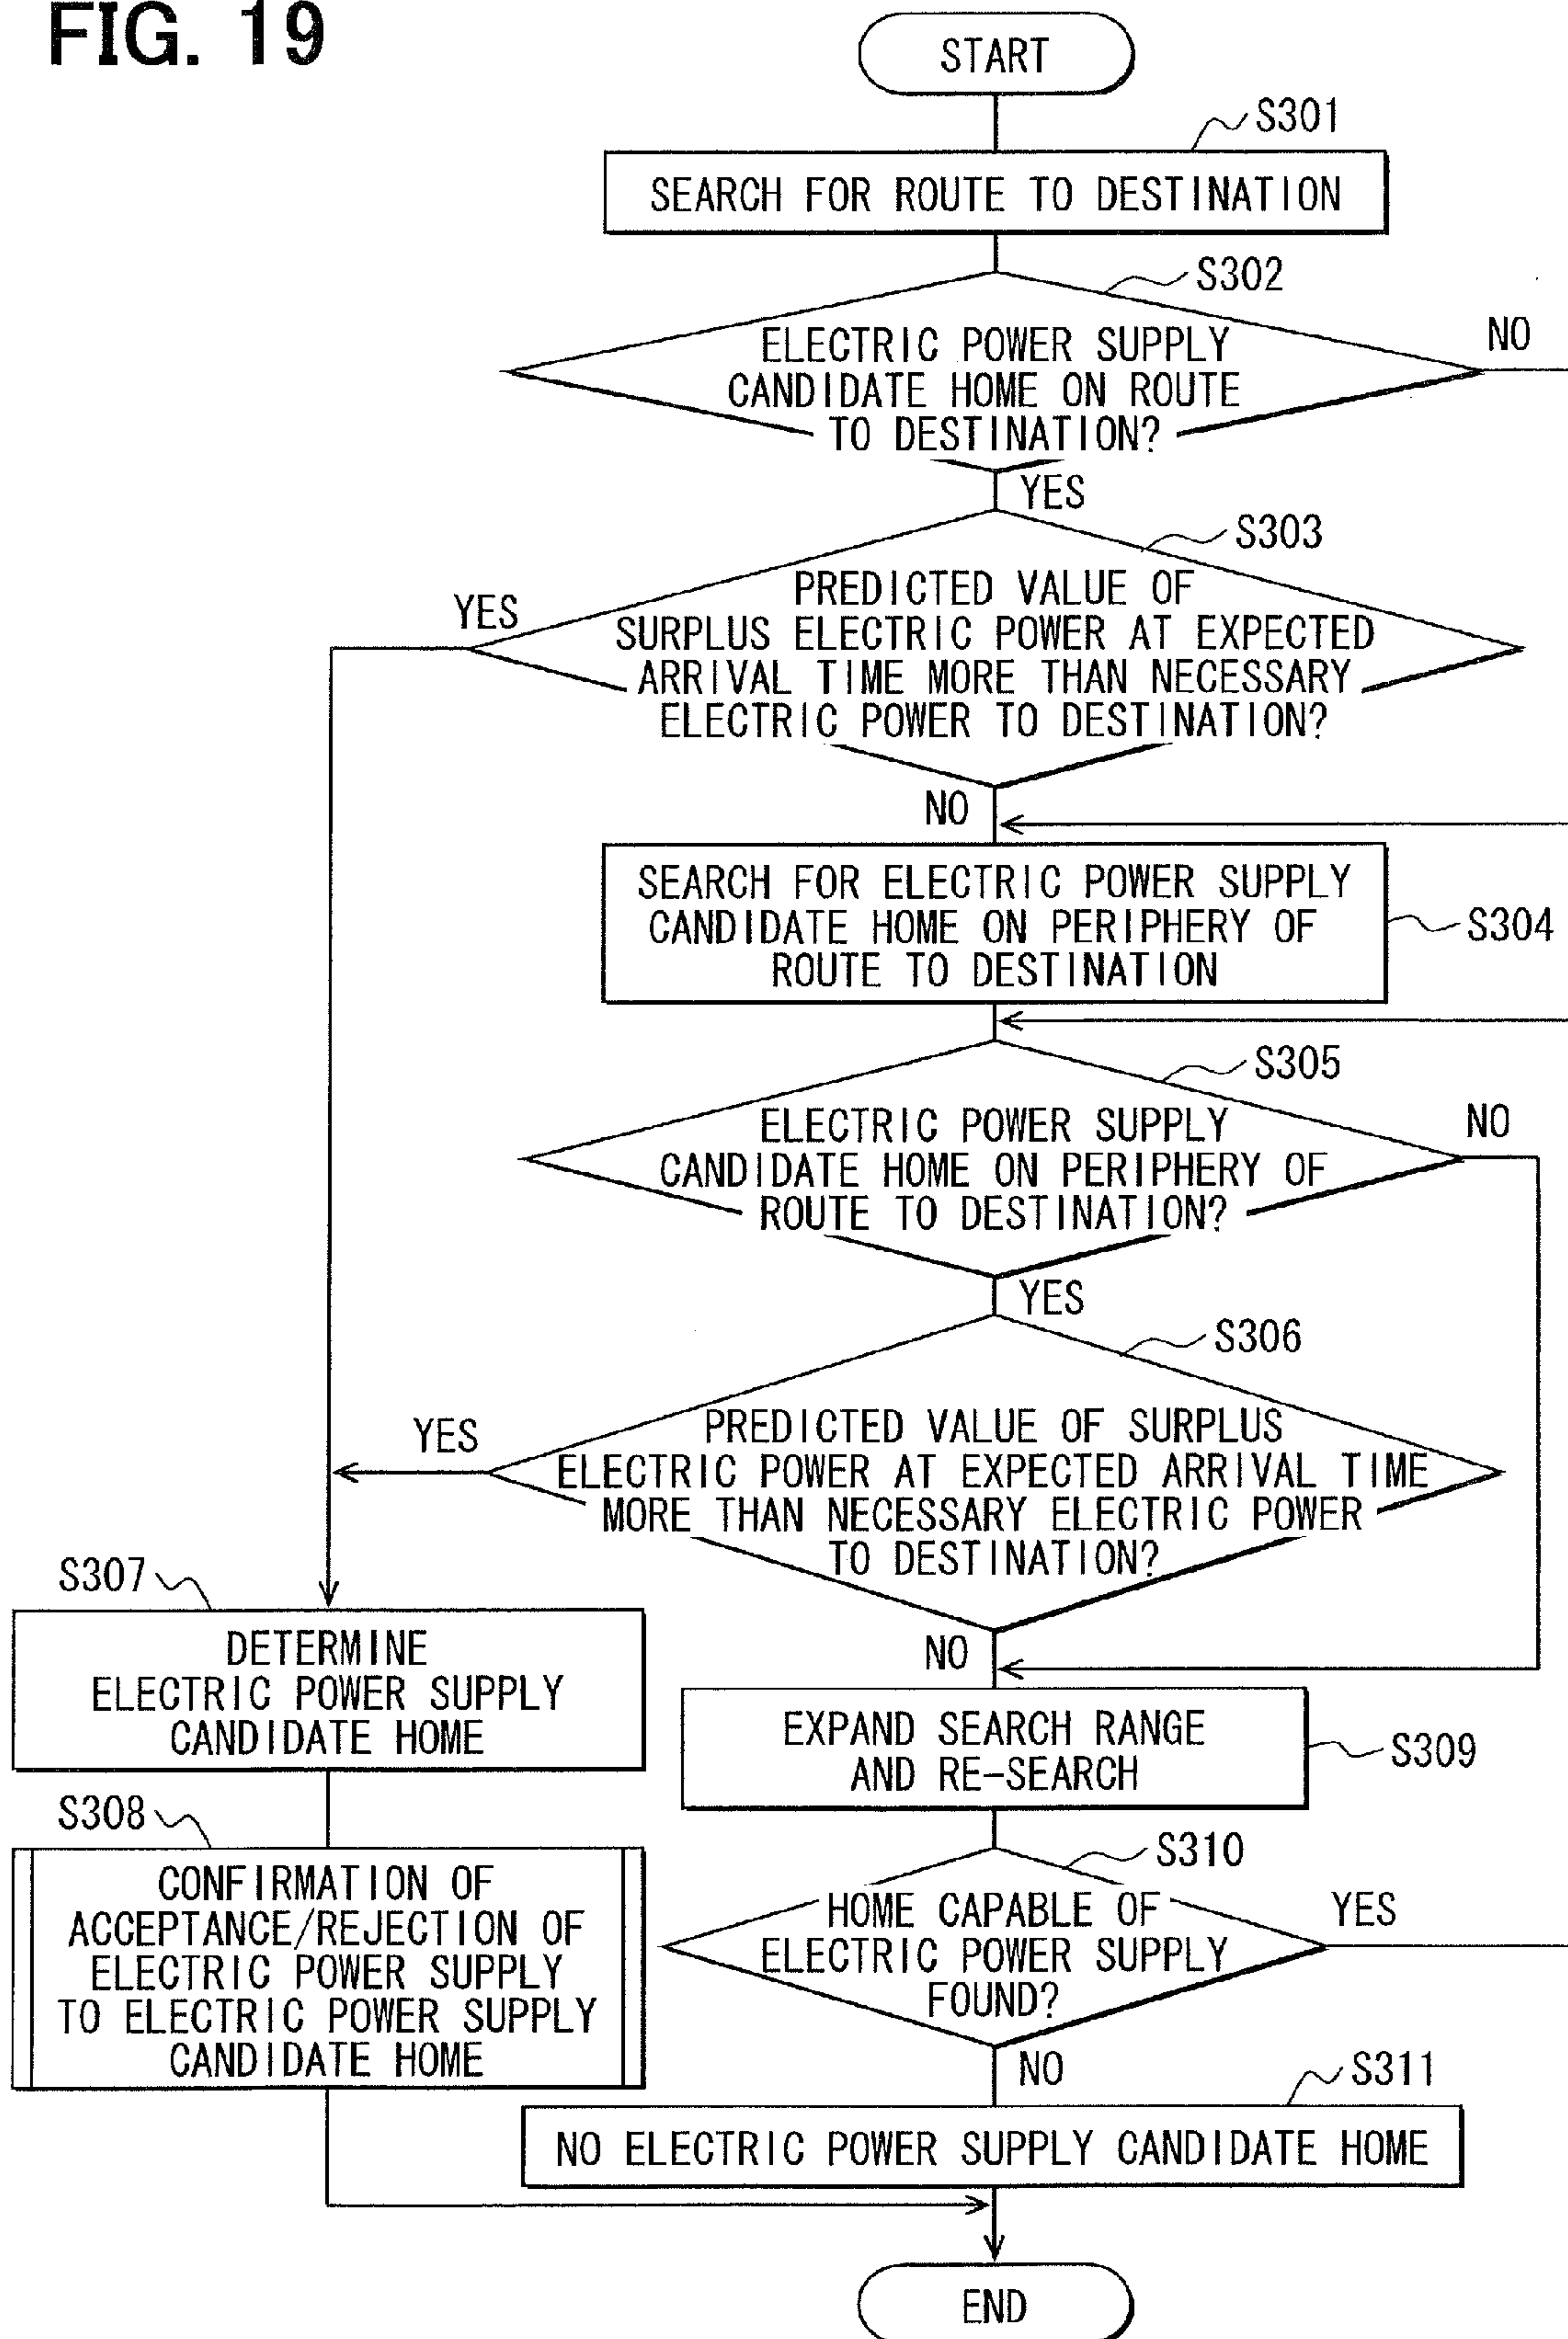 FIG. 19
START
S301
SEARCH FOR ROUTE TO DESTINATION
S302
ELECTRIC POWER SUPPLY
CANDIDATE HOME ON ROUTE
TO DESTINATION?
NO
YES
S303
PREDICTED VALUE OF
SURPLUS ELECTRIC POWER AT EXPECTED
ARRIVAL TIME MORE THAN NECESSARY
ELECTRIC POWER TO DESTINATION?
YES
NO
SEARCH FOR ELECTRIC POWER SUPPLY
CANDIDATE HOME ON PERIPHERY OF
ROUTE TO DESTINATION
S304
S305
ELECTRIC POWER SUPPLY
CANDIDATE HOME ON PERIPHERY OF
ROUTE TO DESTINATION?
NO
YES
S306
PREDICTED VALUE OF SURPLUS
ELECTRIC POWER AT EXPECTED ARRIVAL TIME
MORE THAN NECESSARY ELECTRIC POWER
TO DESTINATION?
YES
NO
S307
DETERMINE
ELECTRIC POWER SUPPLY
CANDIDATE HOME
S308
CONFIRMATION OF
ACCEPTANCE/REJECTION OF
ELECTRIC POWER SUPPLY
TO ELECTRIC POWER SUPPLY
CANDIDATE HOME
EXPAND SEARCH RANGE
AND RE-SEARCH
S309
S310
HOME CAPABLE OF
ELECTRIC POWER SUPPLY
FOUND?
YES
NO
S311
NO ELECTRIC POWER SUPPLY CANDIDATE HOME
END